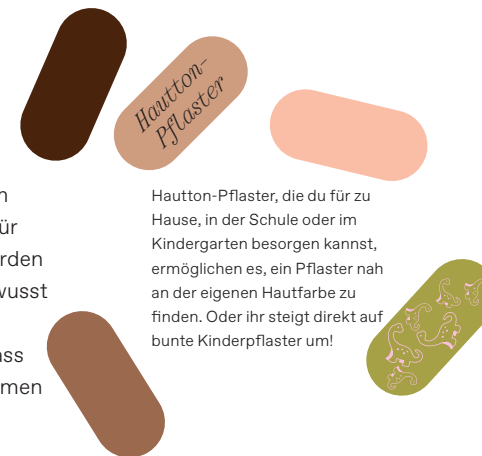 Hautton-
Pflaster
Hautton-Pflaster, die du für zu
Hause, in der Schule oder im
Kindergarten besorgen kannst,
ermöglichen es, ein Pflaster nah
an der eigenen Hautfarbe zu
finden. Oder ihr steigt direkt auf
bunte Kinderpflaster um!